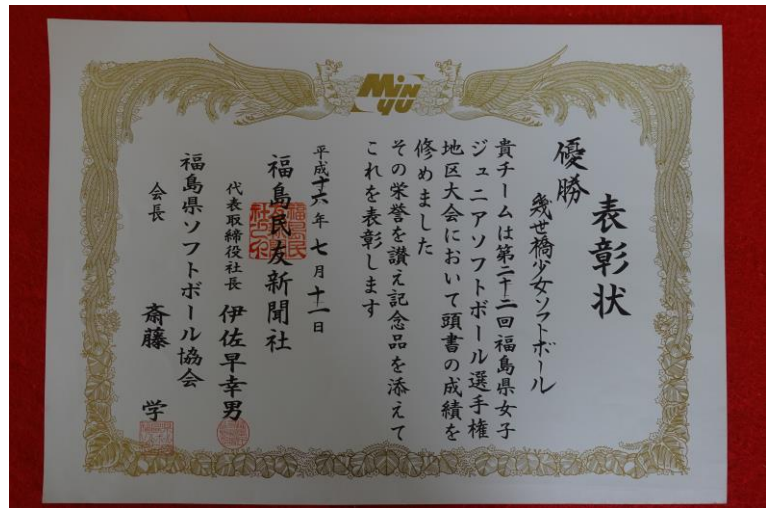 MiN
YU
表彰状
優勝
幾世橋少女ソフトボール
貴チームは第二十二回福島県女子
ジュニアソフトボール選手権
地区大会において頭書の成績を
修めました
その栄誉を讃え記念品を添えて
これを表彰します
平成十六年七月十一日
福島民友新聞社
代表取締役社長 伊佐早幸男
福島県ソフトボール協会
会長 斎藤 学